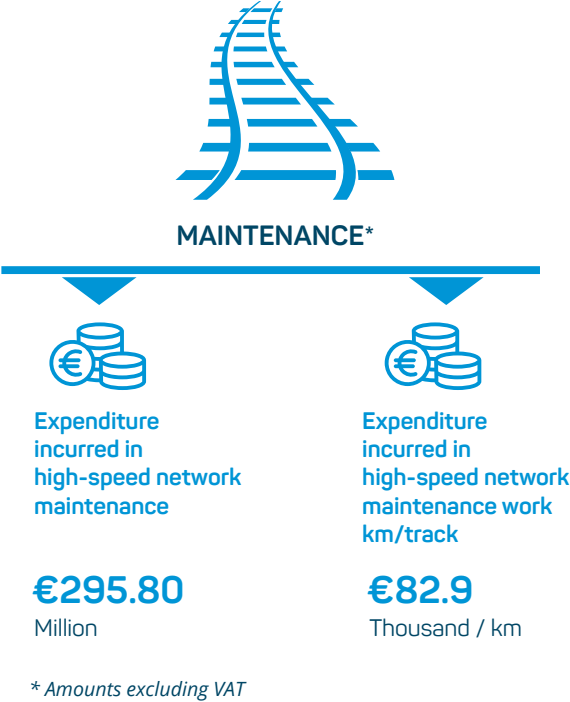 MAINTENANCE*
Expenditure
incurred in
high-speed network
maintenance
€295.80
Million
Expenditure
incurred in
high-speed network
maintenance work
km/track
€82.9
Thousand / km
* Amounts excluding VAT